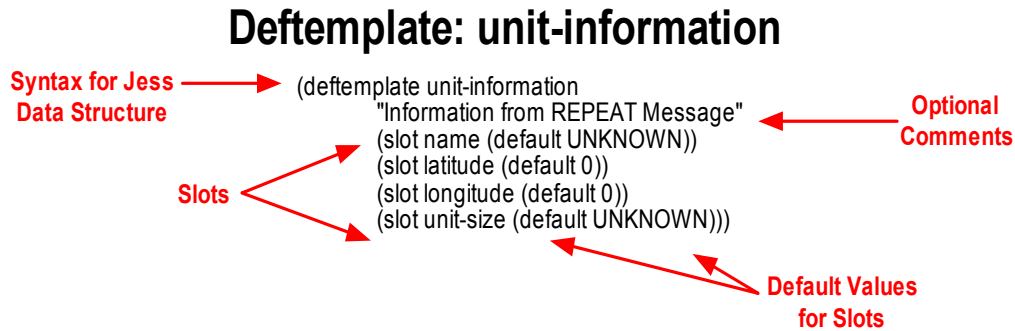 Deftemplate: unit-information
Syntax for Jess
Data Structure
(deftemplate unit-information
"Information from REPEAT Message"
(slot name (default UNKNOWN))
(slot latitude (default 0))
(slot longitude (default 0))
(slot unit-size (default UNKNOWN)))
Optional
Comments
Slots
Default Values
for Slots